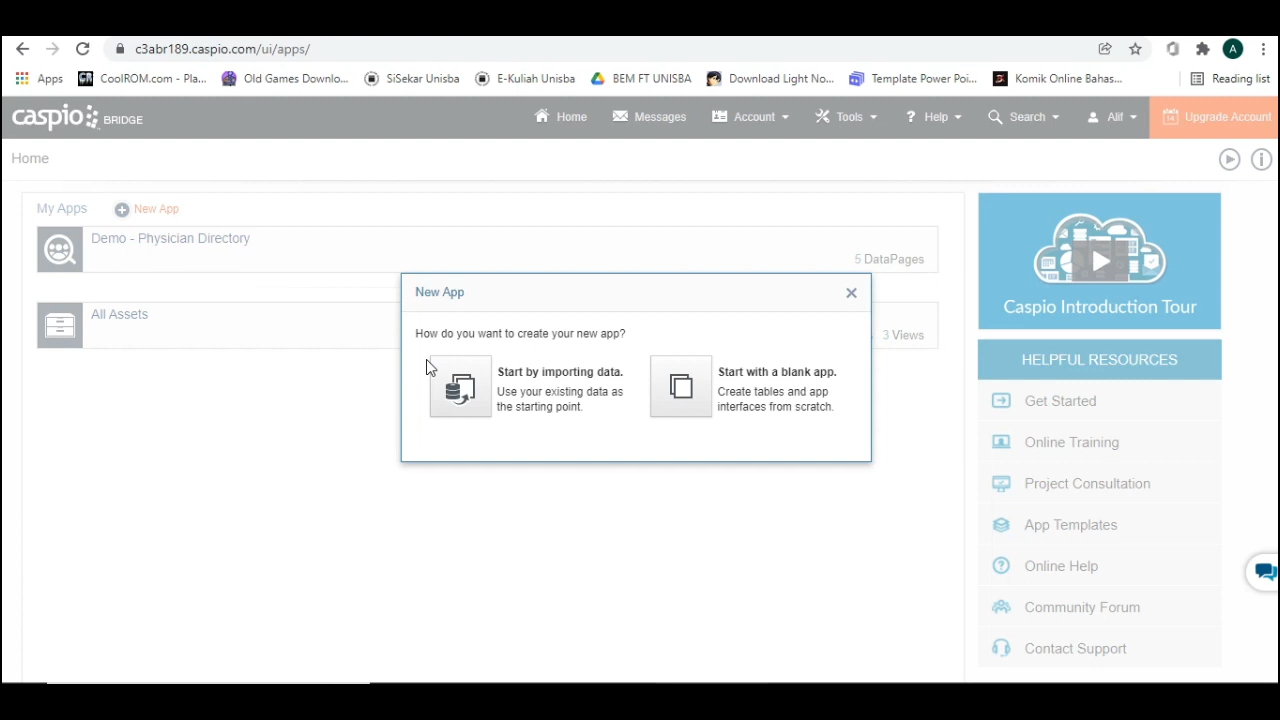 c3abr189.caspio.com/ui/apps/
A
Apps
CoolROM.com - Pla...
Old Games Downlo...
SiSekar Unisba
E-Kuliah Unisba
BEM FT UNISBA
Download Light No...
Template Power Poi...
Komik Online Bahas...
Reading list
caspio BRIDGE
Home
Messages
Account
Tools
Help
Search
Alif
Upgrade Account
Home
My Apps
New App
Demo - Physician Directory
5 DataPages
All Assets
3 Views
New App
How do you want to create your new app?
Start by importing data.
Use your existing data as
the starting point.
Start with a blank app.
Create tables and app
interfaces from scratch.
Caspio Introduction Tour
HELPFUL RESOURCES
Get Started
Online Training
Project Consultation
App Templates
Online Help
Community Forum
Contact Support